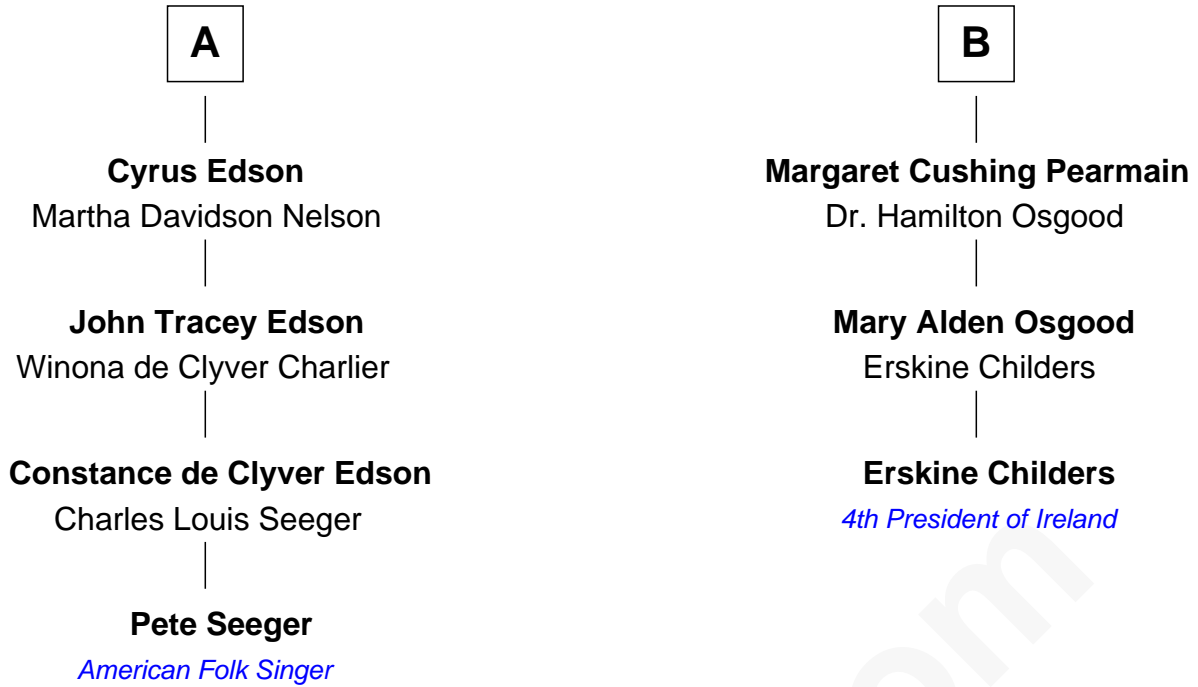 A
Cyrus Edson
Martha Davidson Nelson
John Tracey Edson
Winona de Clyver Charlier
Constance de Clyver Edson
Charles Louis Seeger
Pete Seeger
American Folk Singer
B
Margaret Cushing Pearmain
Dr. Hamilton Osgood
Mary Alden Osgood
Erskine Childers
Erskine Childers
4th President of Ireland
om